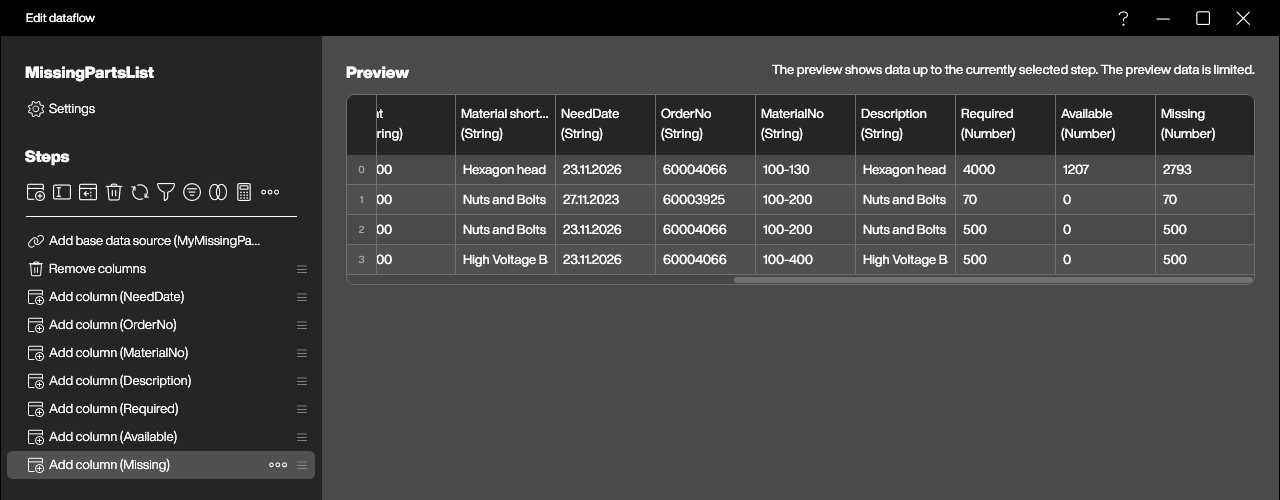 Edit dataflow
MissingPartsList
Settings
Steps
Add base data source (MyMissingPa...
Remove columns
Add column (NeedDate)
Add column (OrderNo)
Add column (MaterialNo)
Add column (Description)
Add column (Required)
Add column (Available)
Add column (Missing)
Preview
The preview shows data up to the currently selected step. The preview data is limited.
Material short... NeedDate OrderNo MaterialNo Description Required Available Missing
ring) (String) (String) (String) (String) (String) (Number) (Number) (Number)
0 00 Hexagon head 23.11.2026 60004066 100-130 Hexagon head 4000 1207 2793
1 00 Nuts and Bolts 27.11.2023 60003925 100-200 Nuts and Bolts 70 0 70
2 00 Nuts and Bolts 23.11.2026 60004066 100-200 Nuts and Bolts 500 0 500
3 00 High Voltage B 23.11.2026 60004066 100-400 High Voltage B 500 0 500